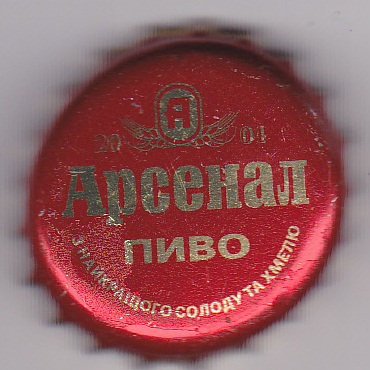 А
20 04
Арсенал
ПИВО
З НАЙКРАЩОГО СОЛОДУ ТА ХМЕЛЮ